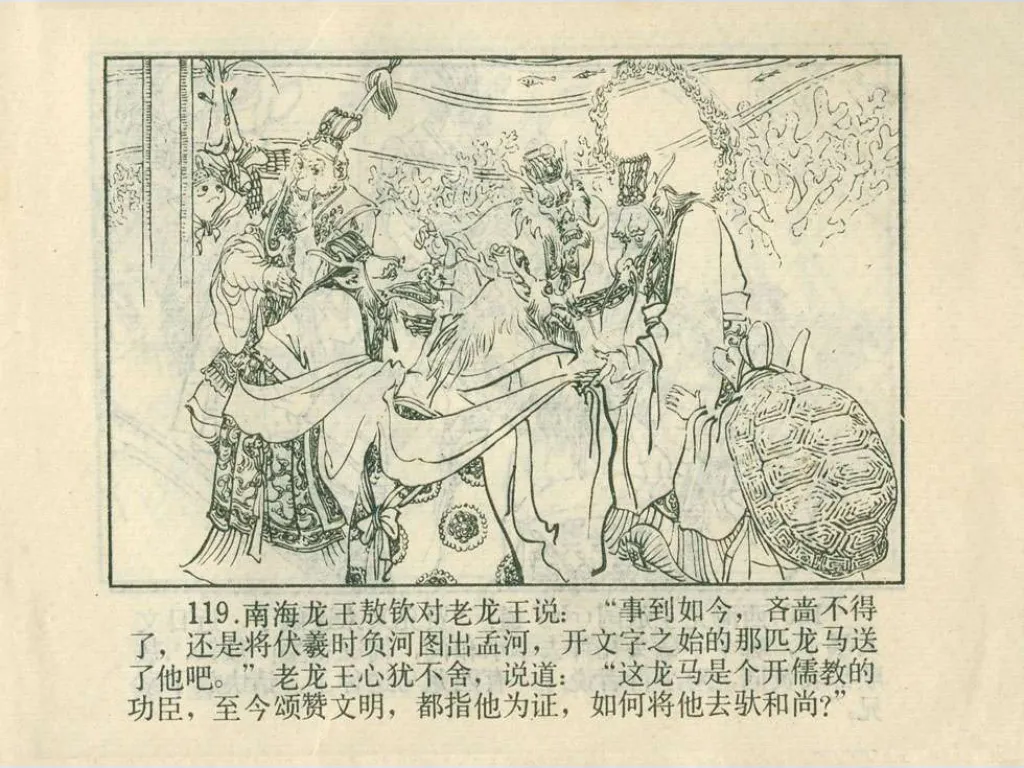 119.南海龙王敖钦对老龙王说：“事到如今，吝啬不得
了，还是将伏羲时负河图出孟河，开文字之始的那匹龙马送
了他吧。”老龙王心犹不舍，说道：“这龙马是个开儒教的
功臣，至今颂赞文明，都指他为证，如何将他去驮和尚?”